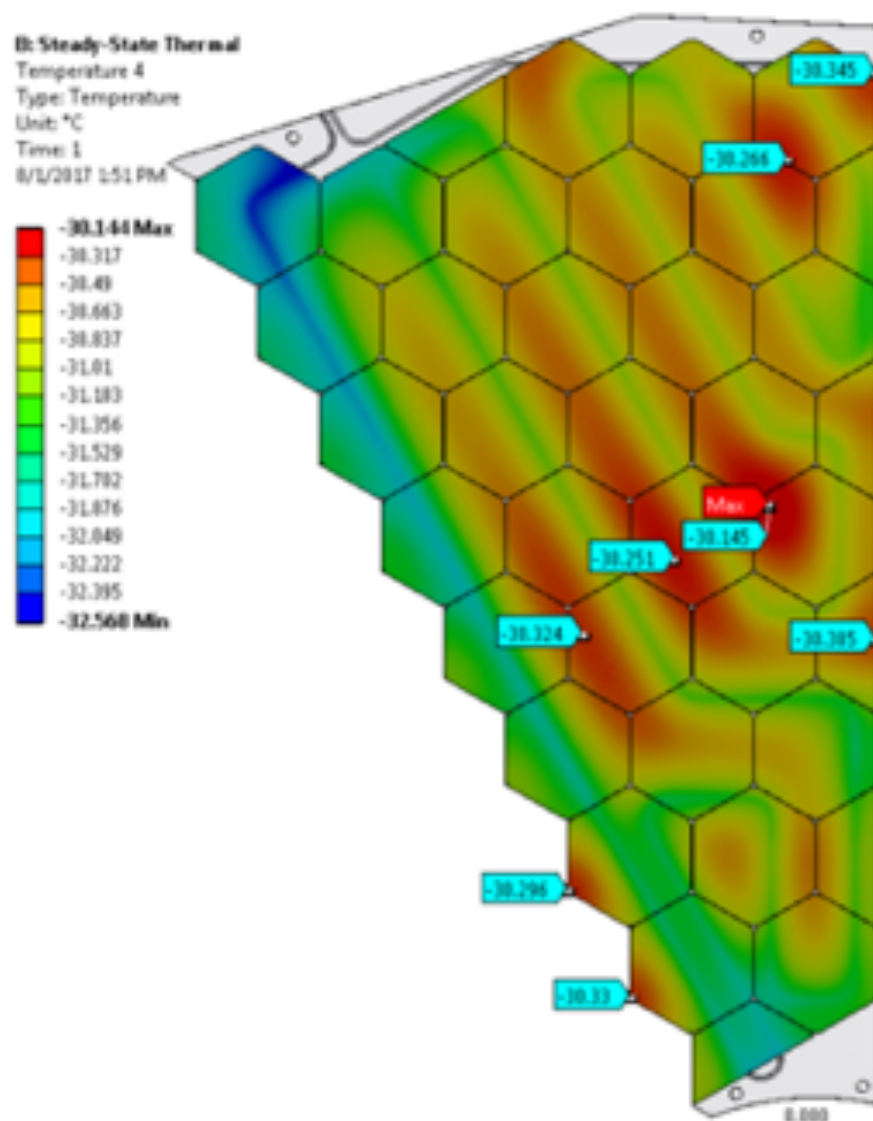 B: Steady-State Thermal
Temperature 4
Type: Temperature
Unit: °C
Time: 1
8/1/2017 1:51 PM
-30.144 Max
-30.317
-30.49
-30.663
-30.837
-31.01
-31.183
-31.356
-31.529
-31.702
-31.876
-32.049
-32.222
-32.395
-32.568 Min
-30.345
-30.266
Max
-30.145
-30.251
-30.324
-30.296
-30.33
0.000